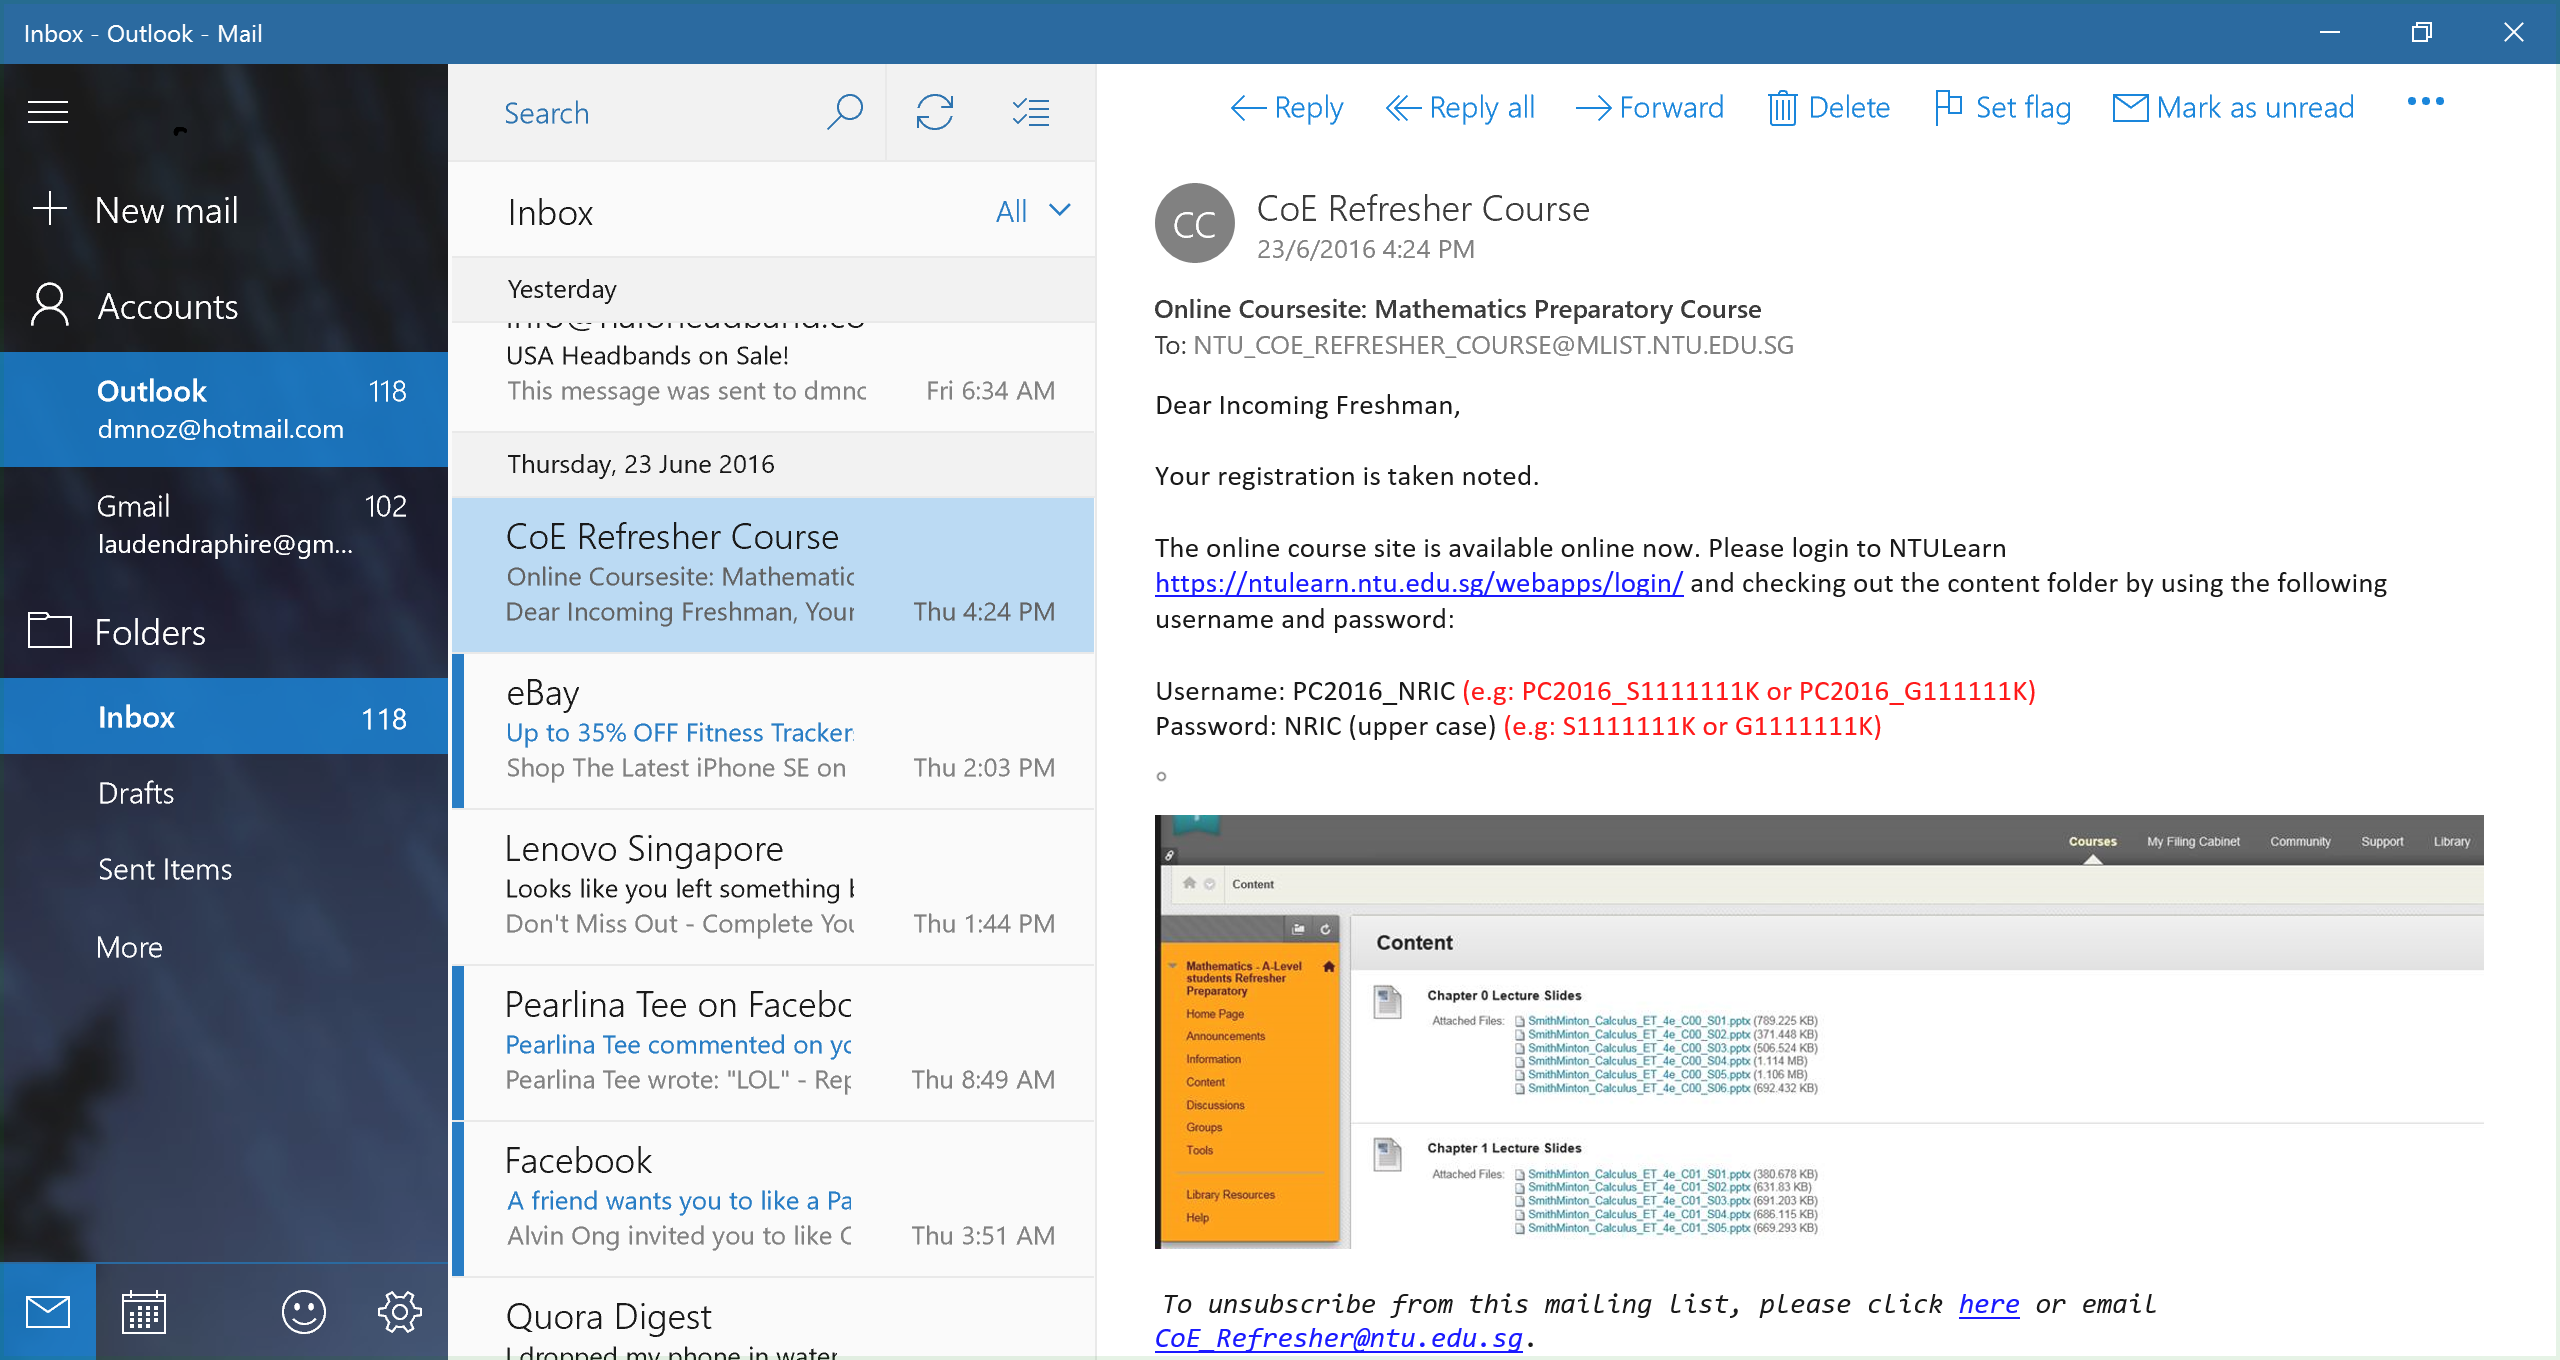 Inbox - Outlook - Mail
New mail
Accounts
Outlook 118
dmnoz@hotmail.com
Gmail 102
laudendraphire@gm...
Folders
Inbox 118
Drafts
Sent Items
More
Search
Inbox All
Yesterday
USA Headbands on Sale!
This message was sent to dmno Fri 6:34 AM
Thursday, 23 June 2016
CoE Refresher Course
Online Coursesite: Mathematic
Dear Incoming Freshman, Your Thu 4:24 PM
eBay
Up to 35% OFF Fitness Tracker
Shop The Latest iPhone SE on Thu 2:03 PM
Lenovo Singapore
Looks like you left something
Don't Miss Out - Complete You Thu 1:44 PM
Pearlina Tee on Facebo
Pearlina Tee commented on yo
Pearlina Tee wrote: "LOL" - Rep Thu 8:49 AM
Facebook
A friend wants you to like a Pa
Alvin Ong invited you to like Thu 3:51 AM
Quora Digest
I dropped my phone in water
Reply Reply all Forward Delete Set flag Mark as unread
CC
CoE Refresher Course
23/6/2016 4:24 PM
Online Coursesite: Mathematics Preparatory Course
To: NTU_COE_REFRESHER_COURSE@MLIST.NTU.EDU.SG
Dear Incoming Freshman,
Your registration is taken noted.
The online course site is available online now. Please login to NTULearn
https://ntulearn.ntu.edu.sg/webapps/login/ and checking out the content folder by using the following
username and password:
Username: PC2016_NRIC (e.g: PC2016_S1111111K or PC2016_G111111K)
Password: NRIC (upper case) (e.g: S1111111K or G1111111K)
Courses My Filing Cabinet Community Support Library
Content
Mathematics - A-Level
students Refresher
Preparatory
Home Page
Announcements
Information
Content
Discussions
Groups
Tools
Library Resources
Help
Content
Chapter 0 Lecture Slides
Attached Files: SmithMinton_Calculus_ET_4e_C00_S01.pptx (789.225 KB)
SmithMinton_Calculus_ET_4e_C00_S02.pptx (371.448 KB)
SmithMinton_Calculus_ET_4e_C00_S03.pptx (506.524 KB)
SmithMinton_Calculus_ET_4e_C00_S04.pptx (1.114 MB)
SmithMinton_Calculus_ET_4e_C00_S05.pptx (1.106 MB)
SmithMinton_Calculus_ET_4e_C00_S06.pptx (692.432 KB)
Chapter 1 Lecture Slides
Attached Files: SmithMinton_Calculus_ET_4e_C01_S01.pptx (380.678 KB)
SmithMinton_Calculus_ET_4e_C01_S02.pptx (631.83 KB)
SmithMinton_Calculus_ET_4e_C01_S03.pptx (691.203 KB)
SmithMinton_Calculus_ET_4e_C01_S04.pptx (686.115 KB)
SmithMinton_Calculus_ET_4e_C01_S05.pptx (669.293 KB)
To unsubscribe from this mailing list, please click here or email
CoE_Refresher@ntu.edu.sg.